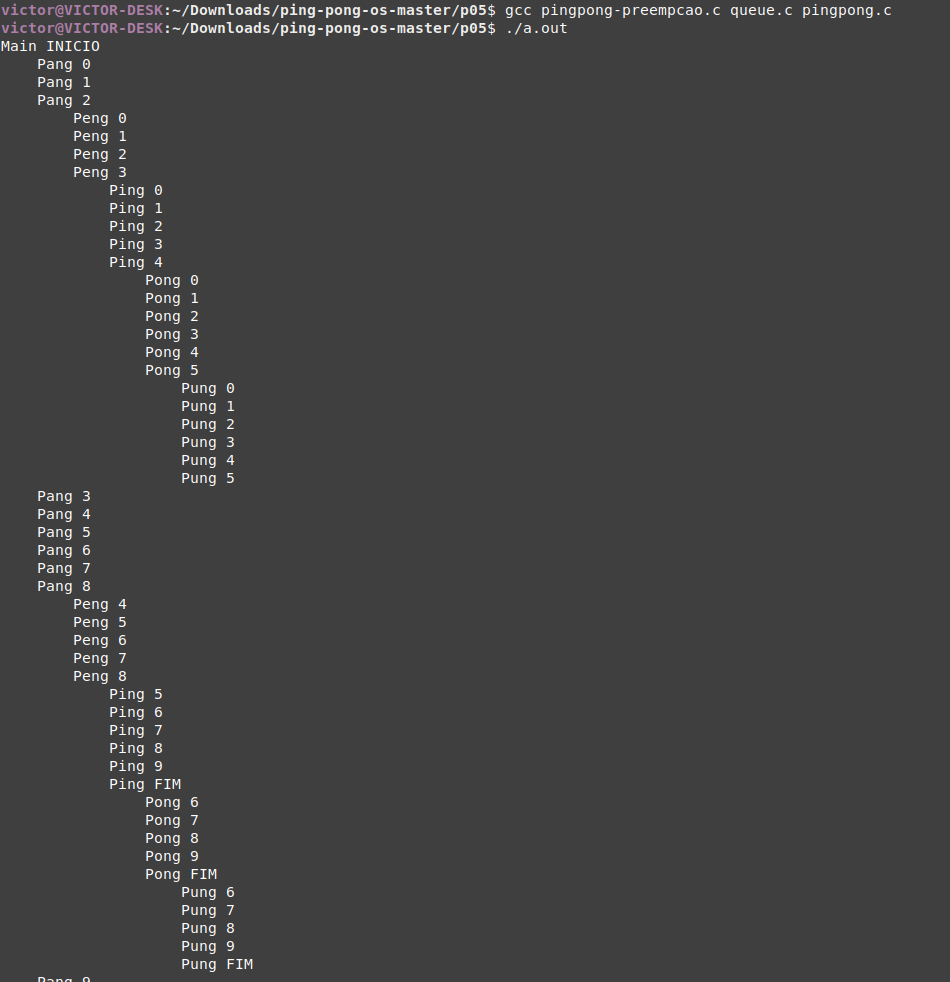 victor@VICTOR-DESK:~/Downloads/ping-pong-os-master/p05$ gcc pingpong-preempcao.c queue.c pingpong.c
victor@VICTOR-DESK:~/Downloads/ping-pong-os-master/p05$ ./a.out
Main INICIO
    Pang 0
    Pang 1
    Pang 2
        Peng 0
        Peng 1
        Peng 2
        Peng 3
            Ping 0
            Ping 1
            Ping 2
            Ping 3
            Ping 4
                Pong 0
                Pong 1
                Pong 2
                Pong 3
                Pong 4
                Pong 5
                    Pung 0
                    Pung 1
                    Pung 2
                    Pung 3
                    Pung 4
                    Pung 5
    Pang 3
    Pang 4
    Pang 5
    Pang 6
    Pang 7
    Pang 8
        Peng 4
        Peng 5
        Peng 6
        Peng 7
        Peng 8
            Ping 5
            Ping 6
            Ping 7
            Ping 8
            Ping 9
            Ping FIM
                Pong 6
                Pong 7
                Pong 8
                Pong 9
                Pong FIM
                    Pung 6
                    Pung 7
                    Pung 8
                    Pung 9
                    Pung FIM
    Pang 9